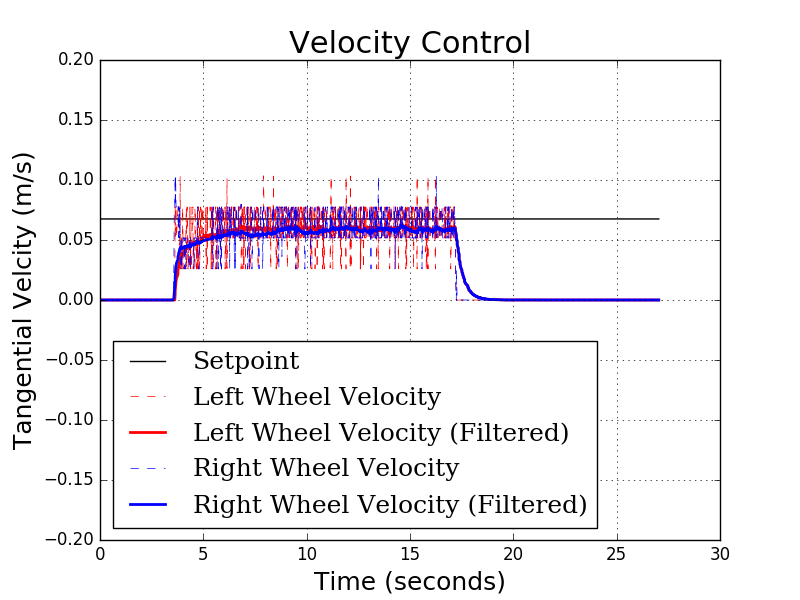 Velocity Control
0.20
0.15
0.10
0.05
0.00
−0.05
−0.10
−0.15
−0.20
Tangential Velcity (m/s)
Setpoint
Left Wheel Velocity
Left Wheel Velocity (Filtered)
Right Wheel Velocity
Right Wheel Velocity (Filtered)
0 5 10 15 20 25 30
Time (seconds)